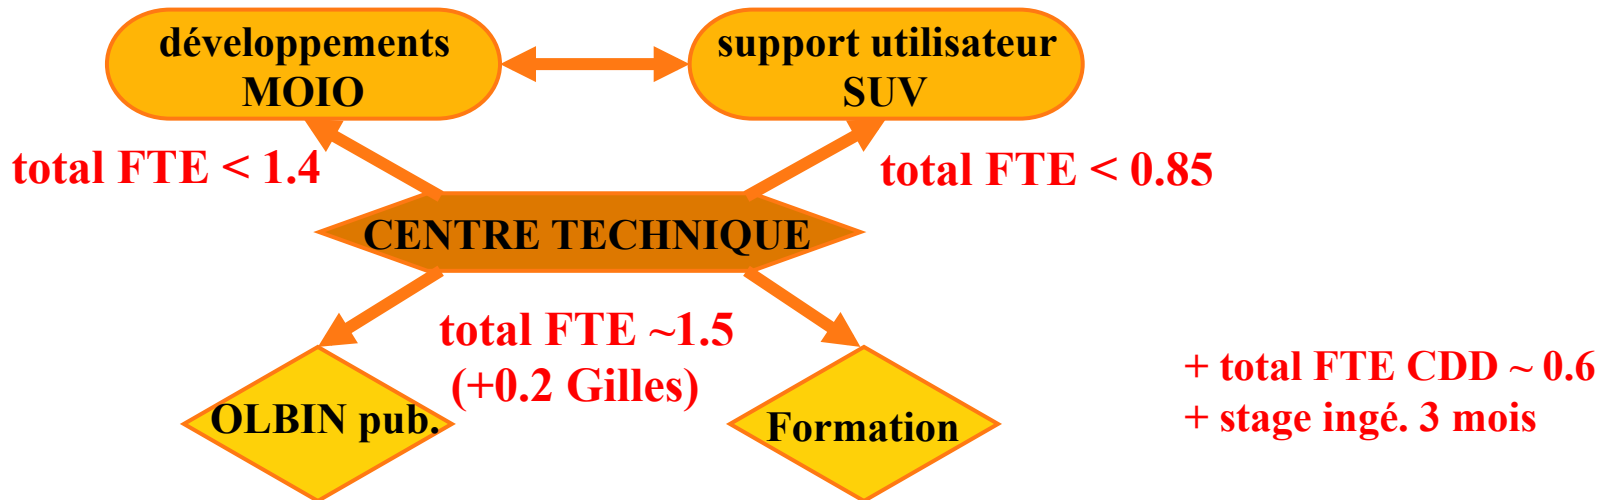 développements
MOIO
support utilisateur
SUV
total FTE < 1.4
total FTE < 0.85
CENTRE TECHNIQUE
total FTE ~1.5
(+0.2 Gilles)
OLBIN pub.
Formation
+ total FTE CDD ~ 0.6
+ stage ingé. 3 mois